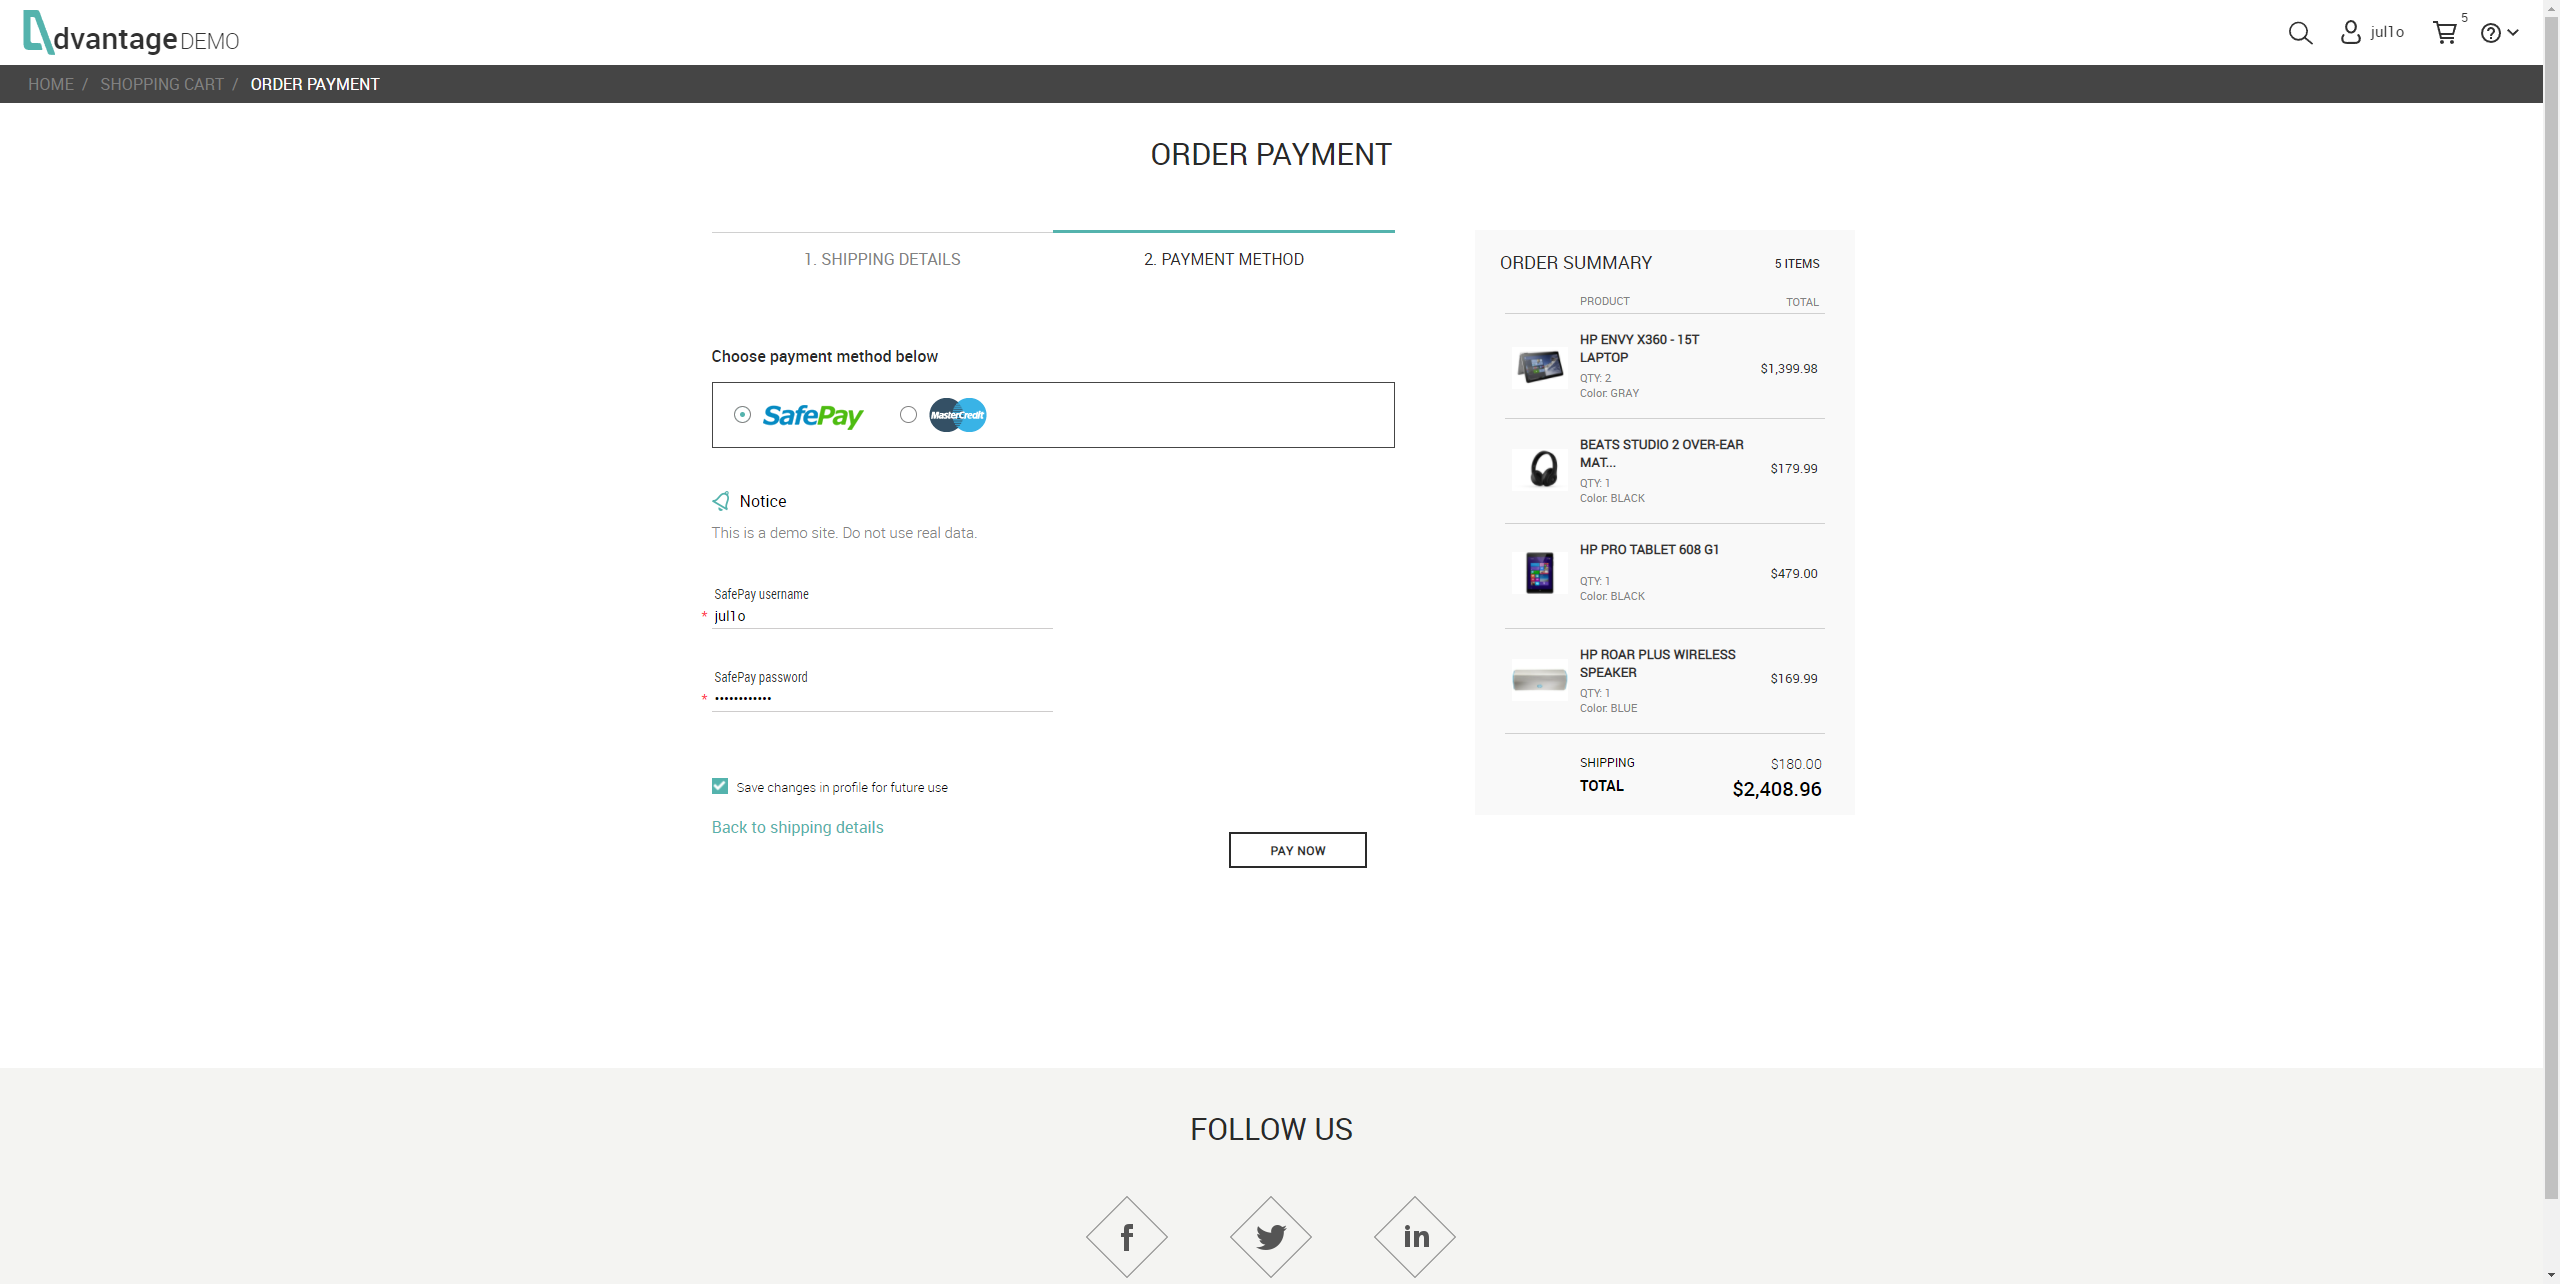 dvantage DEMO
jul1o
5
HOME / SHOPPING CART / ORDER PAYMENT
ORDER PAYMENT
1. SHIPPING DETAILS
2. PAYMENT METHOD
Choose payment method below
SafePay
MasterCredit
Notice
This is a demo site. Do not use real data.
SafePay username
* jul1o
SafePay password
* ••••••••••••
Save changes in profile for future use
Back to shipping details
PAY NOW
ORDER SUMMARY
5 ITEMS
PRODUCT
TOTAL
HP ENVY X360 - 15T
LAPTOP
QTY: 2
Color: GRAY
$1,399.98
BEATS STUDIO 2 OVER-EAR
MAT...
QTY: 1
Color: BLACK
$179.99
HP PRO TABLET 608 G1
QTY: 1
Color: BLACK
$479.00
HP ROAR PLUS WIRELESS
SPEAKER
QTY: 1
Color: BLUE
$169.99
SHIPPING
$180.00
TOTAL
$2,408.96
FOLLOW US
f
in